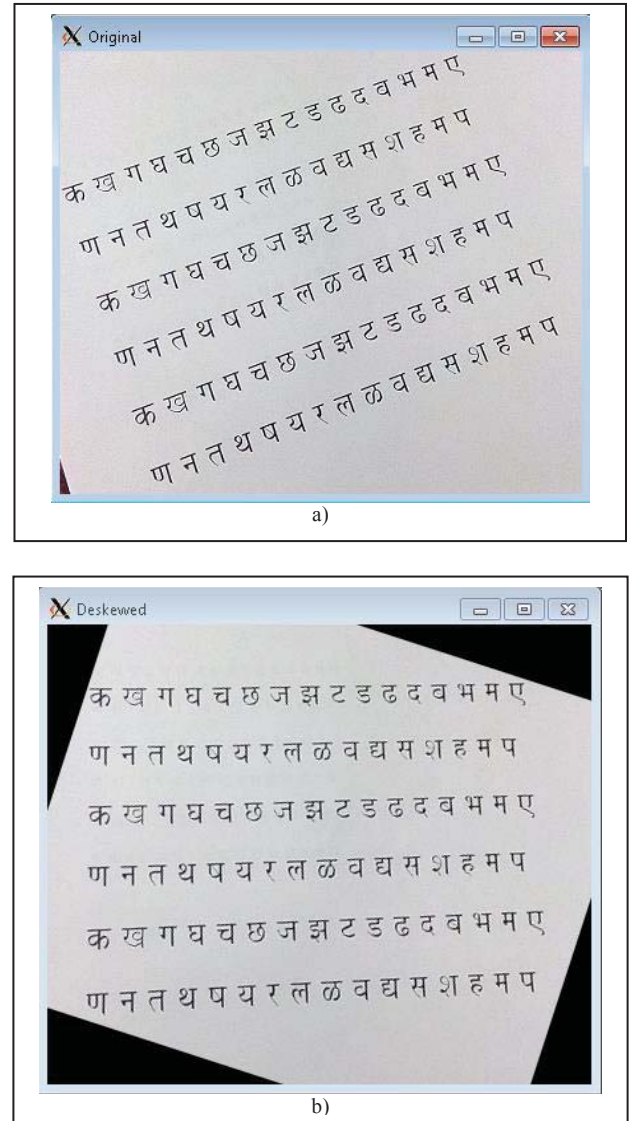 Original
क ख ग घ च छ ज झ ट ड ढ द व भ म ए
ण न त थ ष य र ल ळ व द्य स श ह म प
क ख ग घ च छ ज झ ट ड ढ द ब भ म ए
ण न त थ ष य र ल ळ व द्य स श ह म प
क ख ग घ च छ ज झ ट ड ढ द व भ म ए
ण न त थ ष य र ल ळ व द्य स श ह म प
a)
Deskewed
क ख ग घ च छ ज झ ट ड ढ द व भ म ए
ण न त थ ष य र ल ळ व द्य स श ह म प
क ख ग घ च छ ज झ ट ड ढ द ब भ म ए
ण न त थ ष य र ल ळ व द्य स श ह म प
क ख ग घ च छ ज झ ट ड ढ द ब भ म ए
ण न त थ ष य र ल ळ व द्य स श ह म प
b)